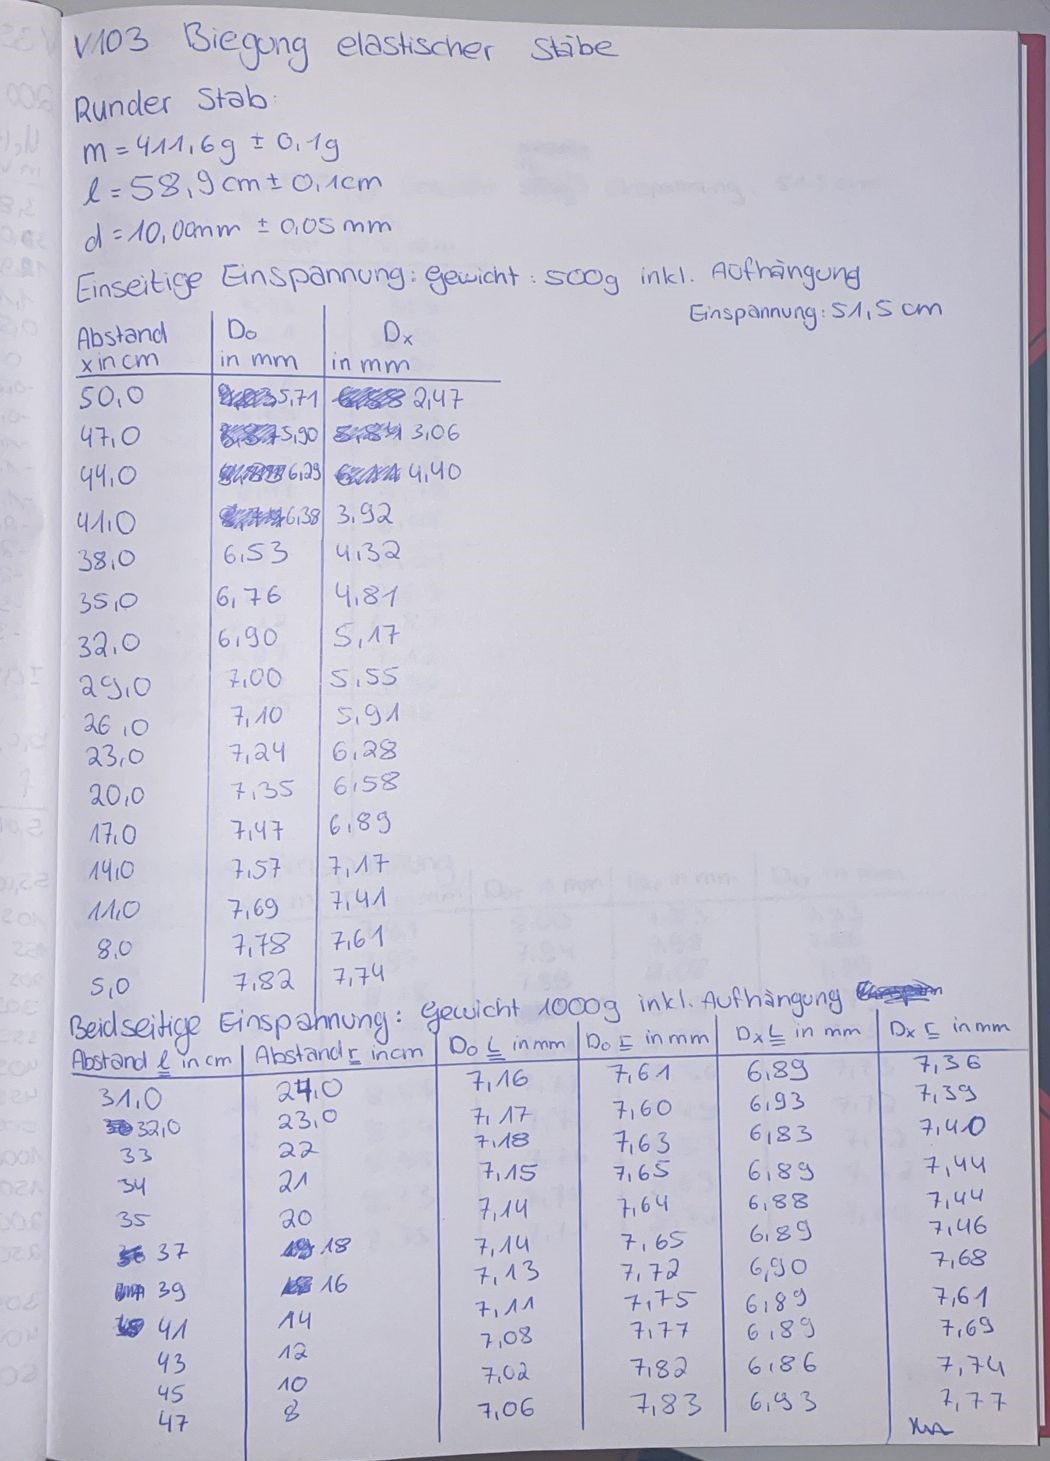 V103 Biegung elastischer Stäbe
Runder Stab:
m = 411,6g ± 0,1g
l = 58,9 cm ± 0,1cm
d = 10,00mm ± 0,05 mm
Einseitige Einspannung: Gewicht: 500g inkl. Aufhängung
Einspannung: 51,5 cm
Abstand x in cm | D₀ in mm | Dₓ in mm
50,0 | 5,71 | 2,47
47,0 | 5,90 | 3,06
44,0 | 6,29 | 4,40
41,0 | 6,38 | 3,92
38,0 | 6,53 | 4,32
35,0 | 6,76 | 4,81
32,0 | 6,90 | 5,17
29,0 | 7,00 | 5,55
26,0 | 7,10 | 5,91
23,0 | 7,24 | 6,28
20,0 | 7,35 | 6,58
17,0 | 7,47 | 6,89
14,0 | 7,57 | 7,17
11,0 | 7,69 | 7,41
8,0 | 7,78 | 7,61
5,0 | 7,82 | 7,74
Beidseitige Einspannung: Gewicht 1000g inkl. Aufhängung
Abstand l in cm | Abstand r in cm | D₀ L in mm | D₀ r in mm | Dₓ L in mm | Dₓ r in mm
31,0 | 24,0 | 7,16 | 7,61 | 6,89 | 7,36
32,0 | 23,0 | 7,17 | 7,60 | 6,93 | 7,39
33 | 22 | 7,18 | 7,63 | 6,83 | 7,40
34 | 21 | 7,15 | 7,65 | 6,89 | 7,44
35 | 20 | 7,14 | 7,64 | 6,88 | 7,44
37 | 18 | 7,14 | 7,65 | 6,89 | 7,46
39 | 16 | 7,13 | 7,72 | 6,90 | 7,68
41 | 14 | 7,11 | 7,75 | 6,89 | 7,61
43 | 12 | 7,08 | 7,77 | 6,89 | 7,69
45 | 10 | 7,02 | 7,82 | 6,86 | 7,74
47 | 8 | 7,06 | 7,83 | 6,93 | 7,77